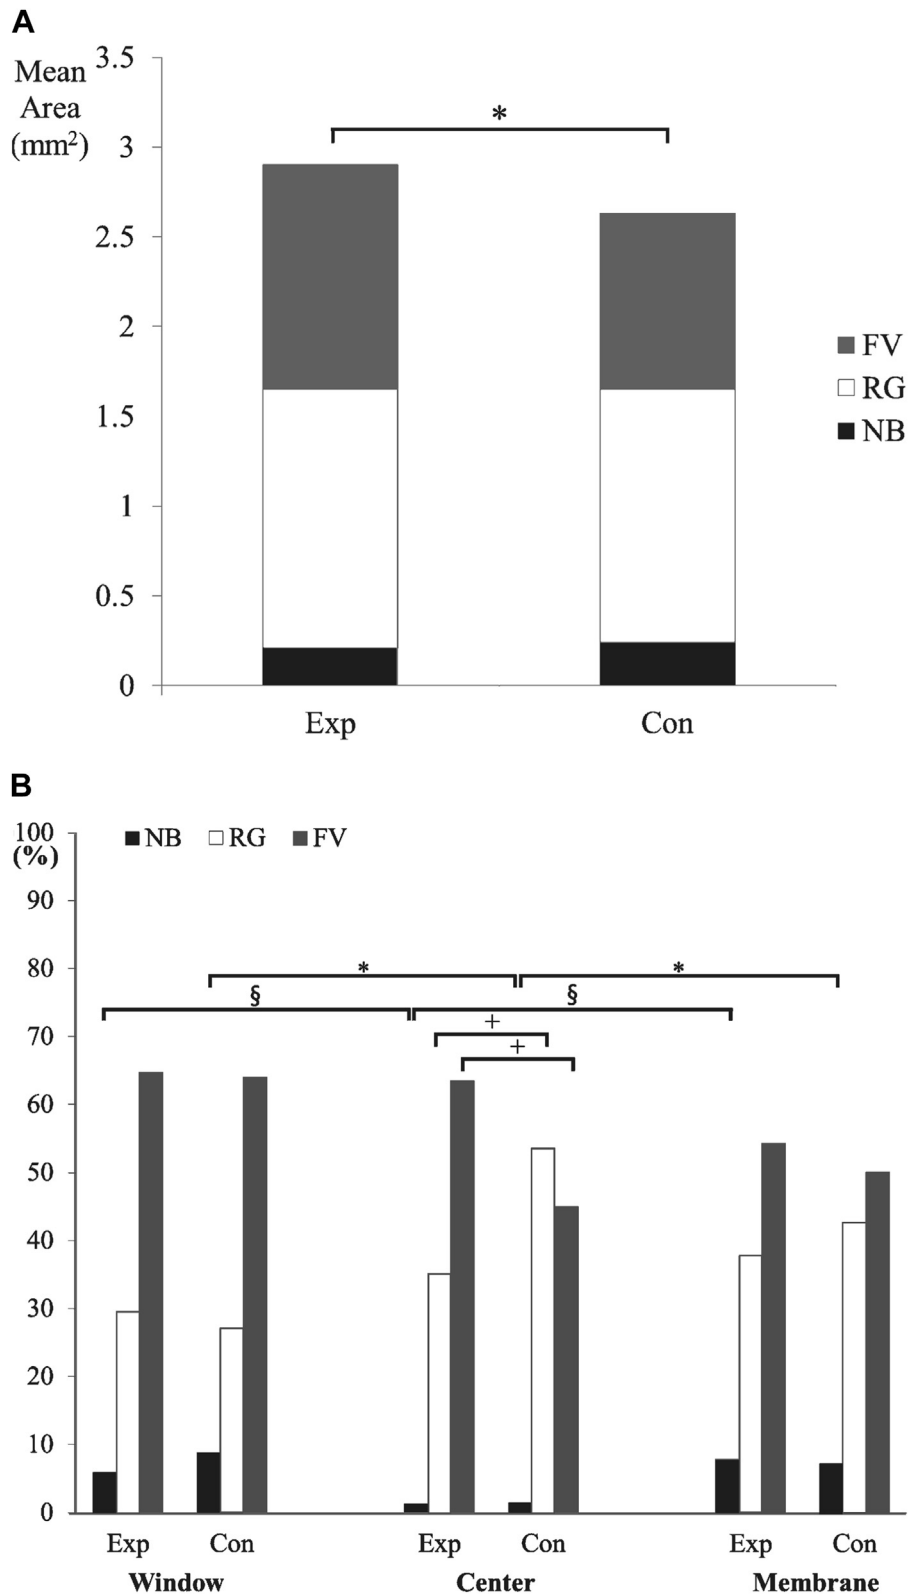 A
Mean
Area
(mm²)
3.5
3
2.5
2
1.5
1
0.5
0
*
FV
RG
NB
Exp Con
B
100
(%)
90
80
70
60
50
40
30
20
10
0
NB RG FV
* *
§ §
+
+
Exp Con Exp Con Exp Con
Window Center Membrane